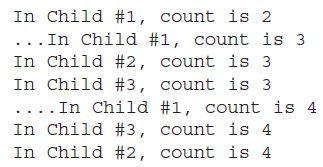 In Child #1, count is 2
...In Child #1, count is 3
In Child #2, count is 3
In Child #3, count is 3
....In Child #1, count is 4
In Child #3, count is 4
In Child #2, count is 4